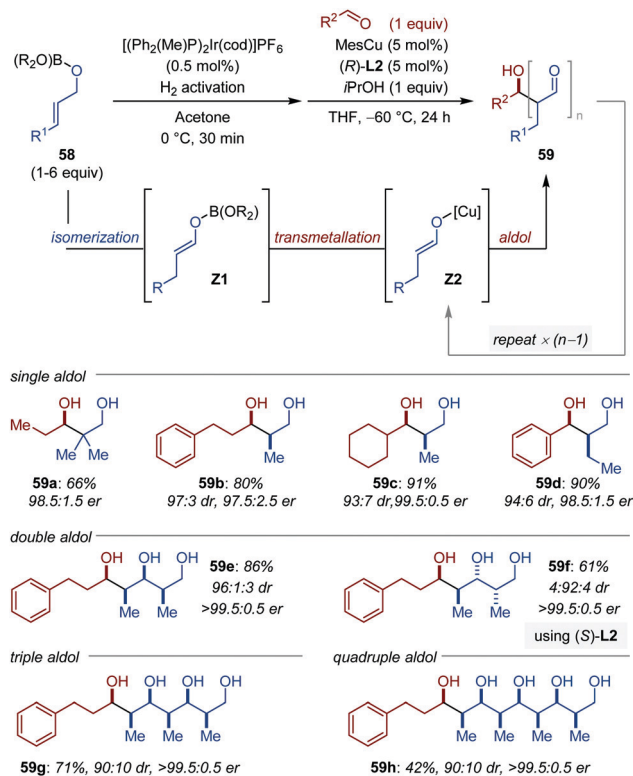 (R₂O)B
O
R¹
58
(1-6 equiv)
[(Ph2(Me)P)2Ir(cod)]PF6
(0.5 mol%)
H2 activation
Acetone
0 °C, 30 min
R² O (1 equiv)
MesCu (5 mol%)
(R)-L2 (5 mol%)
iPrOH (1 equiv)
THF, −60 °C, 24 h
HO O
R²
R¹
n
59
isomerization
O B(OR2)
R
Z1
transmetallation
O [Cu]
R
Z2
aldol
repeat × (n−1)
single aldol
OH OH
Me
Me Me
59a: 66%
98.5:1.5 er
OH OH
Me
59b: 80%
97:3 dr, 97.5:2.5 er
OH OH
Me
59c: 91%
93:7 dr,99.5:0.5 er
OH OH
Me
59d: 90%
94:6 dr, 98.5:1.5 er
double aldol
OH OH OH
Me Me
59e: 86%
96:1:3 dr
>99.5:0.5 er
OH OH OH
Me Me
59f: 61%
4:92:4 dr
>99.5:0.5 er
using (S)-L2
triple aldol
OH OH OH OH
Me Me Me
59g: 71%, 90:10 dr, >99.5:0.5 er
quadruple aldol
OH OH OH OH OH
Me Me Me Me
59h: 42%, 90:10 dr, >99.5:0.5 er